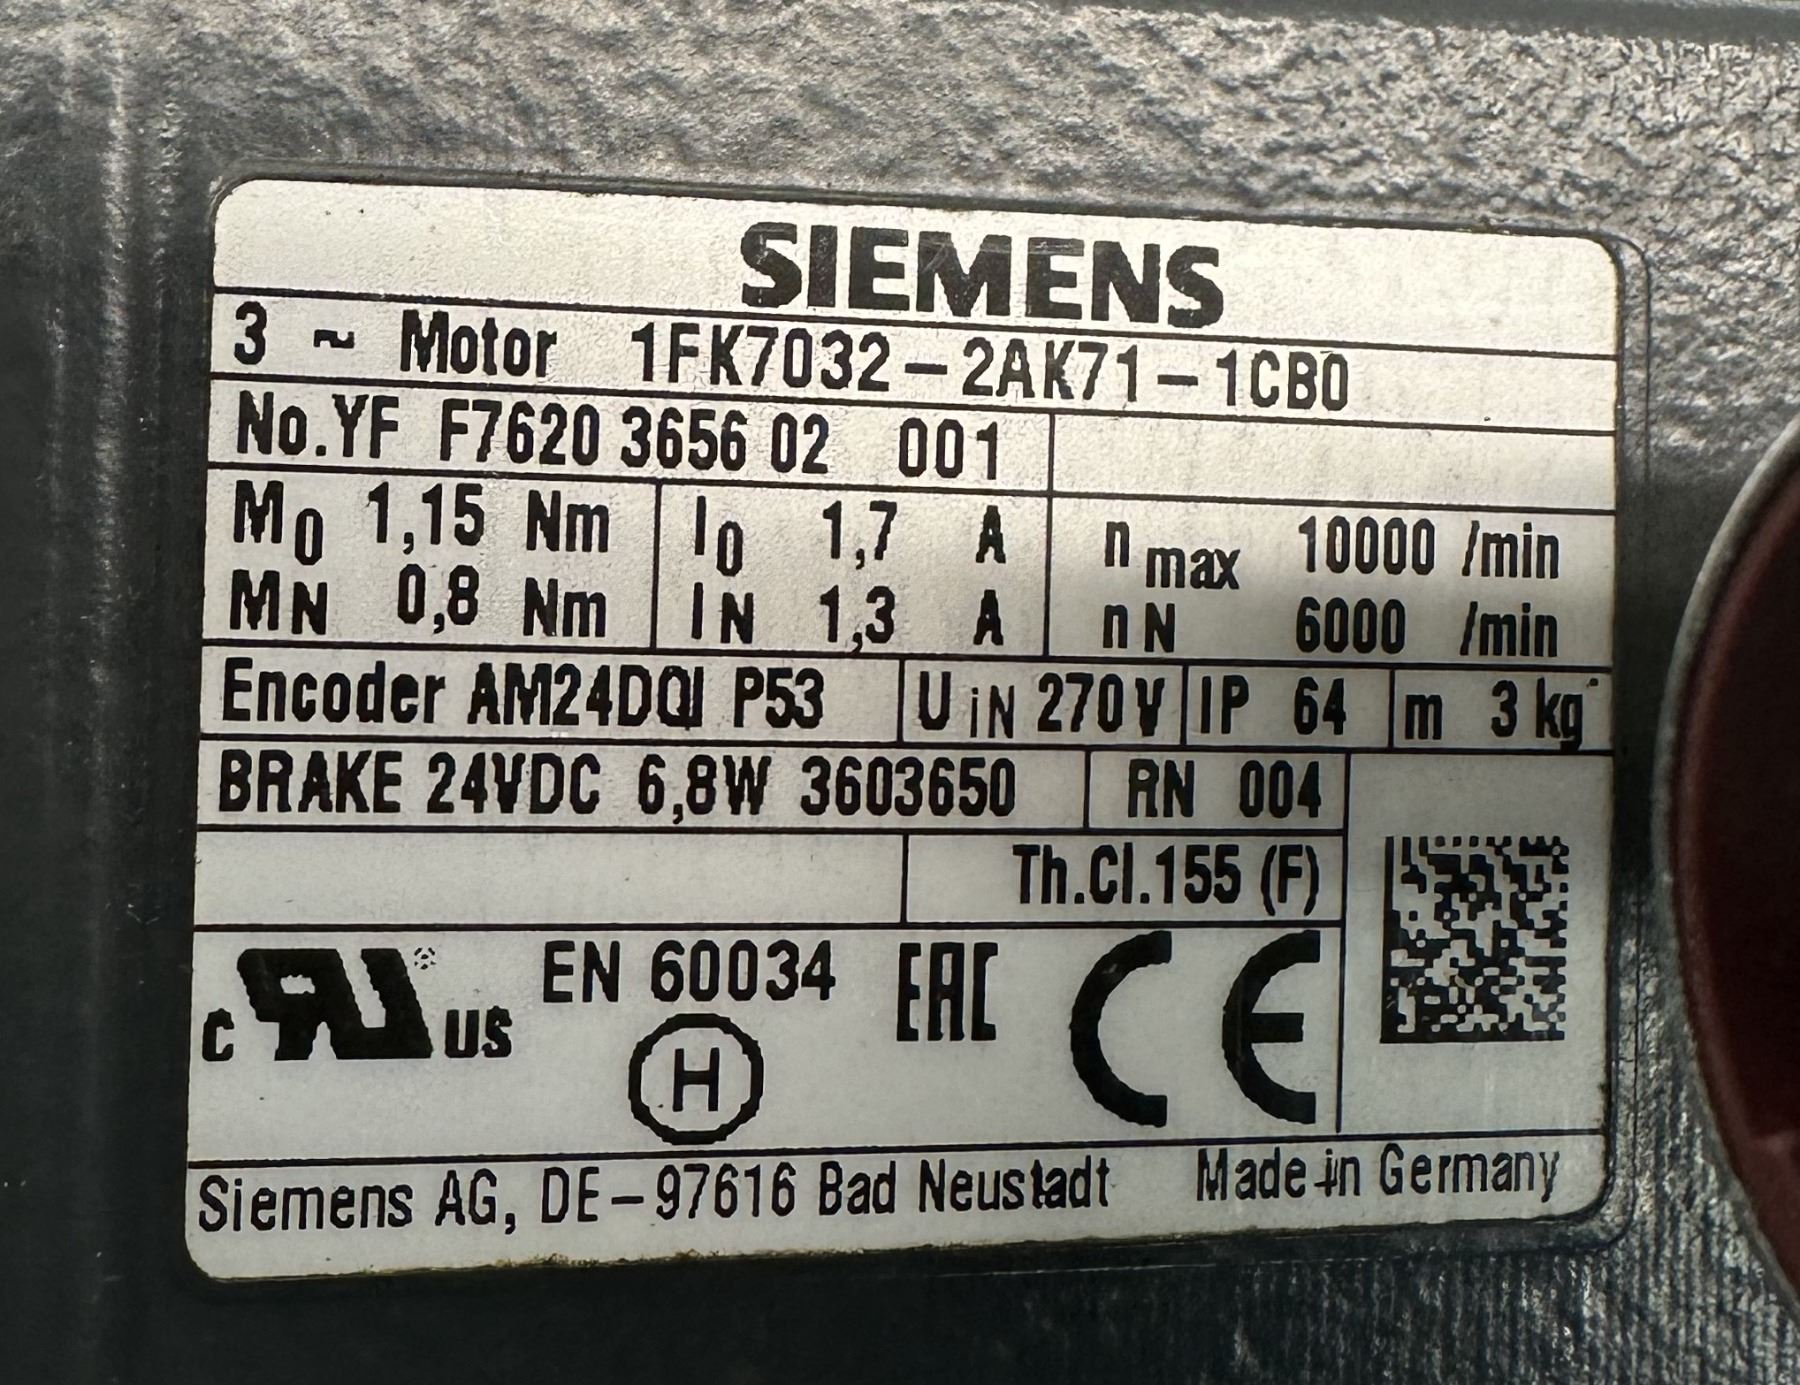 SIEMENS
3 ~ Motor 1FK7032-2AK71-1CB0
No.YF F7620 3656 02 001
M0 1,15 Nm I0 1,7 A n max 10000 /min
MN 0,8 Nm IN 1,3 A nN 6000 /min
Encoder AM24DQI P53 U IN 270 V IP 64 m 3 kg
BRAKE 24VDC 6,8W 3603650 RN 004
Th.Cl.155 (F)
c RU us EN 60034 EAC CE
H
Siemens AG, DE-97616 Bad Neustadt Made in Germany